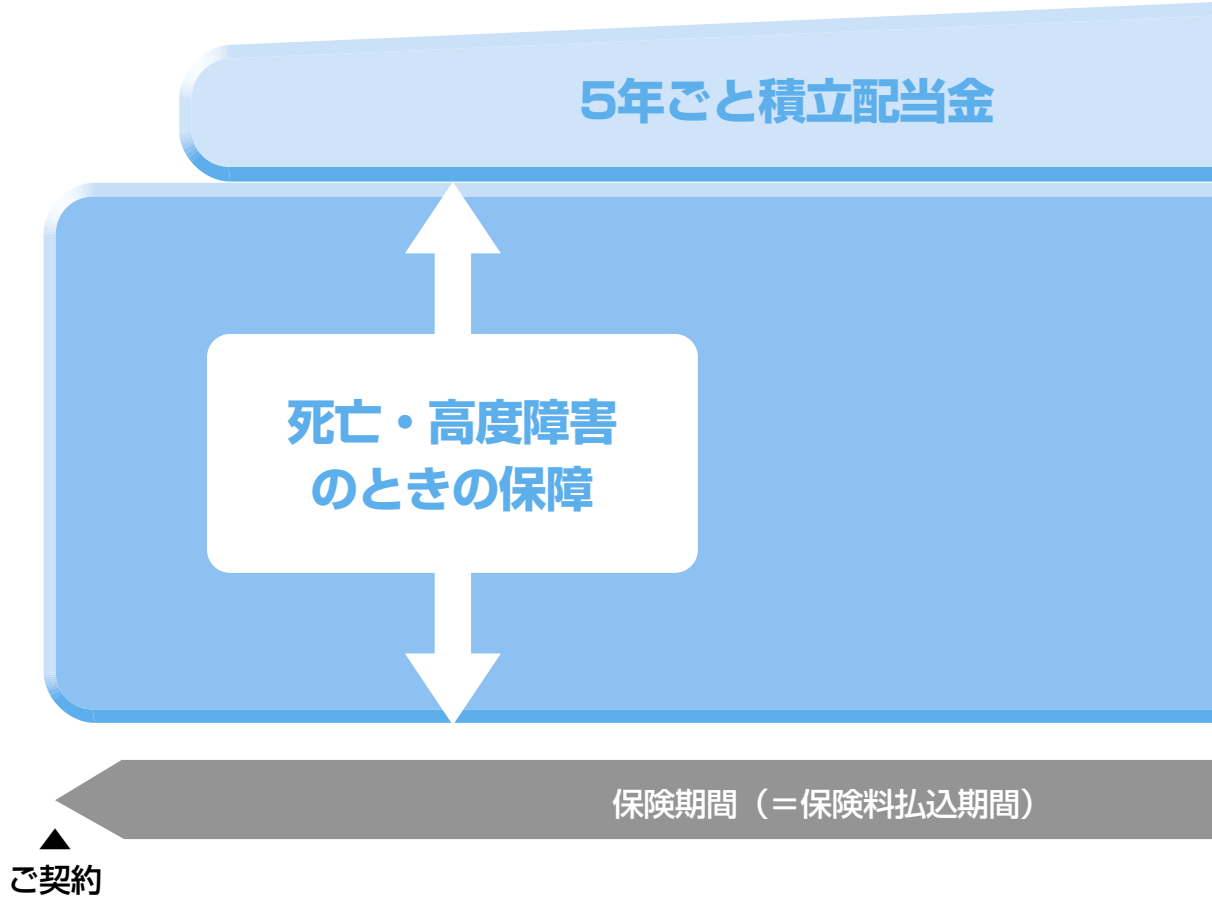 5年ごと積立配当金
死亡・高度障害
のときの保障
保険期間（＝保険料払込期間）
▲
ご契約